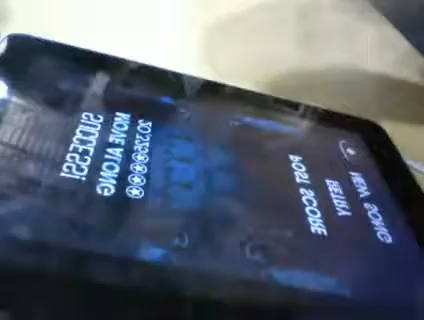 SUCCESS!
MOVE ALONG
POST SCORE
RETRY
NEW SONG